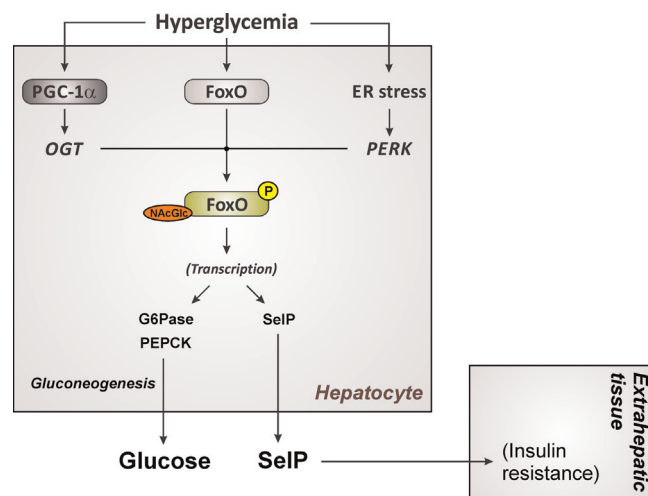 Hyperglycemia
PGC-1α
FoxO
ER stress
OGT
PERK
P
FoxO
NAcGlc
(Transcription)
G6Pase
SelP
PEPCK
Gluconeogenesis
Hepatocyte
Extrahepatic
tissue
Glucose
SelP
(Insulin
resistance)